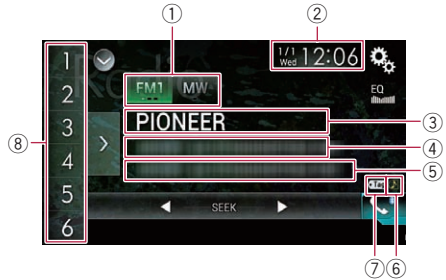 ① ②
1/1 Wed 12:06
1
2
3
4
5
6
FM1 MW
EQ
PIONEER
③
④
⑤
⑧
◀ SEEK ▶
⑦ ⑥